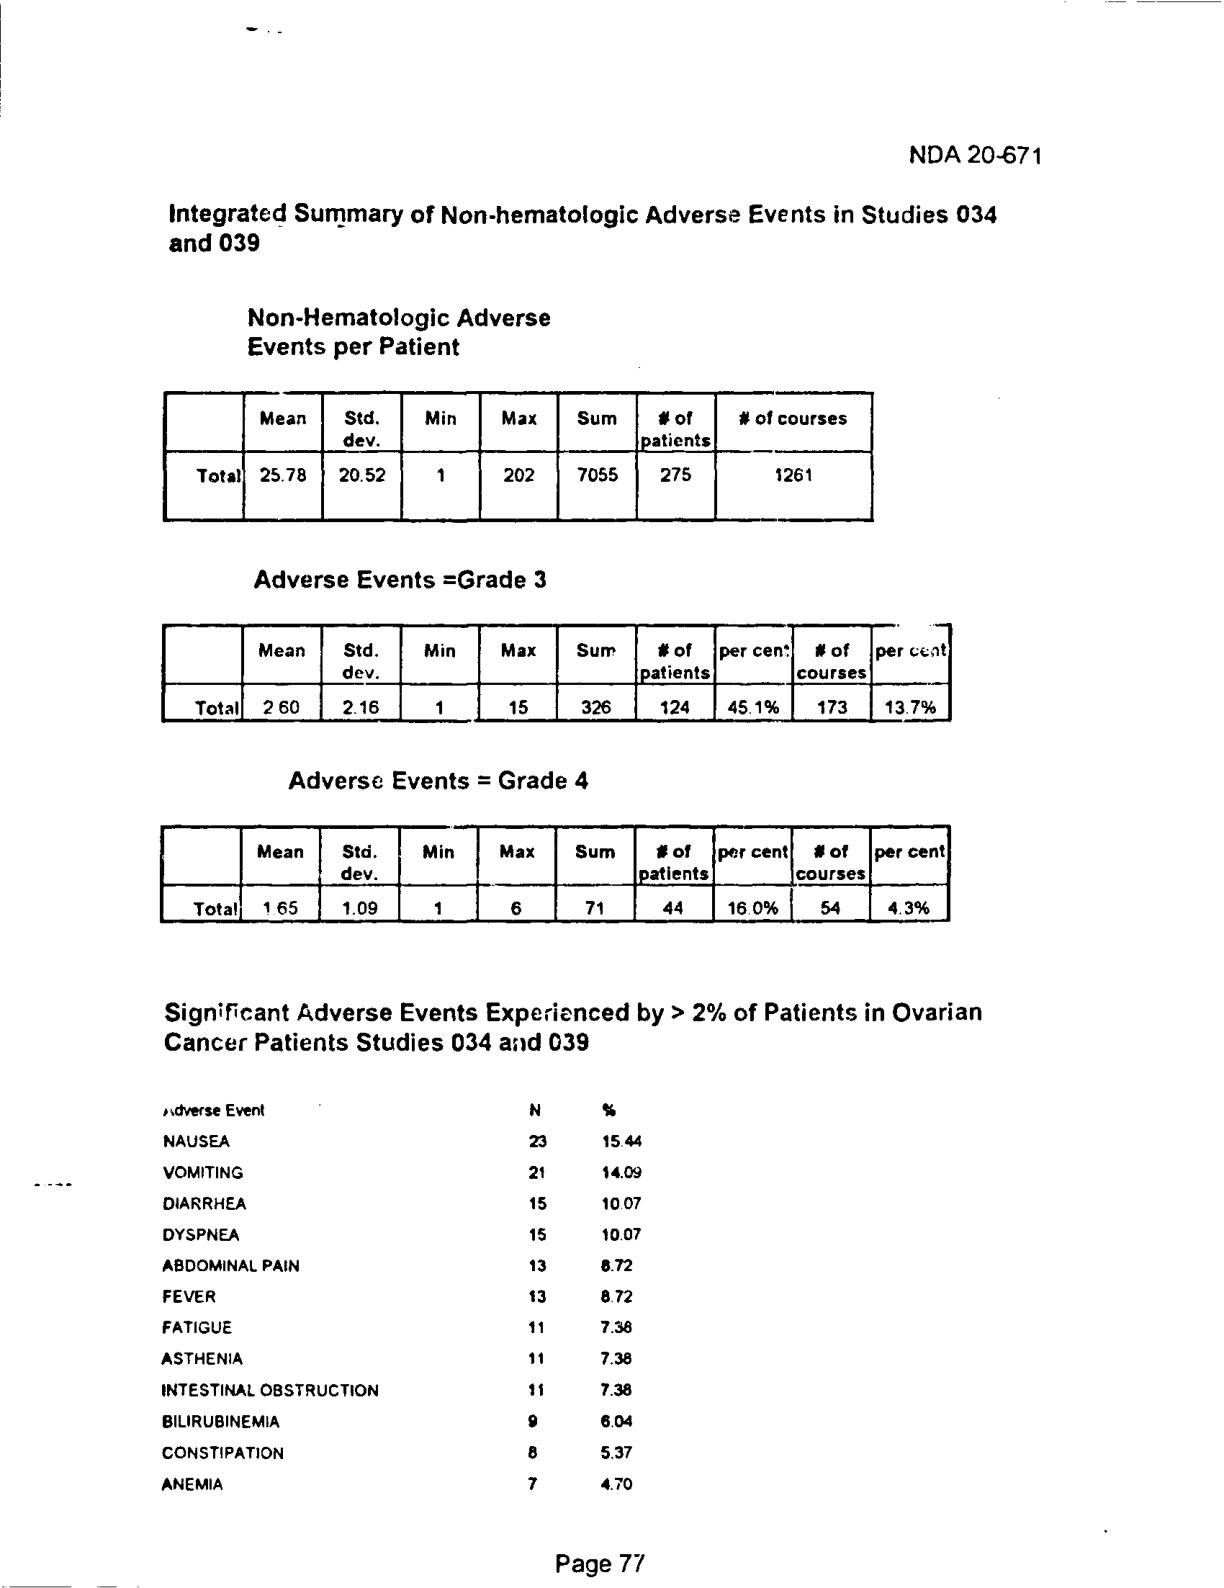 NDA 20-671
Integrated Summary of Non-hematologic Adverse Events in Studies 034
and 039
Non-Hematologic Adverse
Events per Patient
Mean Std. dev. Min Max Sum # of patients # of courses
Total 25.78 20.52 1 202 7055 275 1261
Adverse Events =Grade 3
Mean Std. dev. Min Max Sum # of patients per cent # of courses per cent
Total 2.60 2.16 1 15 326 124 45.1% 173 13.7%
Adverse Events = Grade 4
Mean Std. dev. Min Max Sum # of patients per cent # of courses per cent
Total 1.65 1.09 1 6 71 44 16.0% 54 4.3%
Significant Adverse Events Experienced by > 2% of Patients in Ovarian
Cancer Patients Studies 034 and 039
Adverse Event N %
NAUSEA 23 15.44
VOMITING 21 14.09
DIARRHEA 15 10.07
DYSPNEA 15 10.07
ABDOMINAL PAIN 13 8.72
FEVER 13 8.72
FATIGUE 11 7.38
ASTHENIA 11 7.38
INTESTINAL OBSTRUCTION 11 7.38
BILIRUBINEMIA 9 6.04
CONSTIPATION 8 5.37
ANEMIA 7 4.70
Page 77